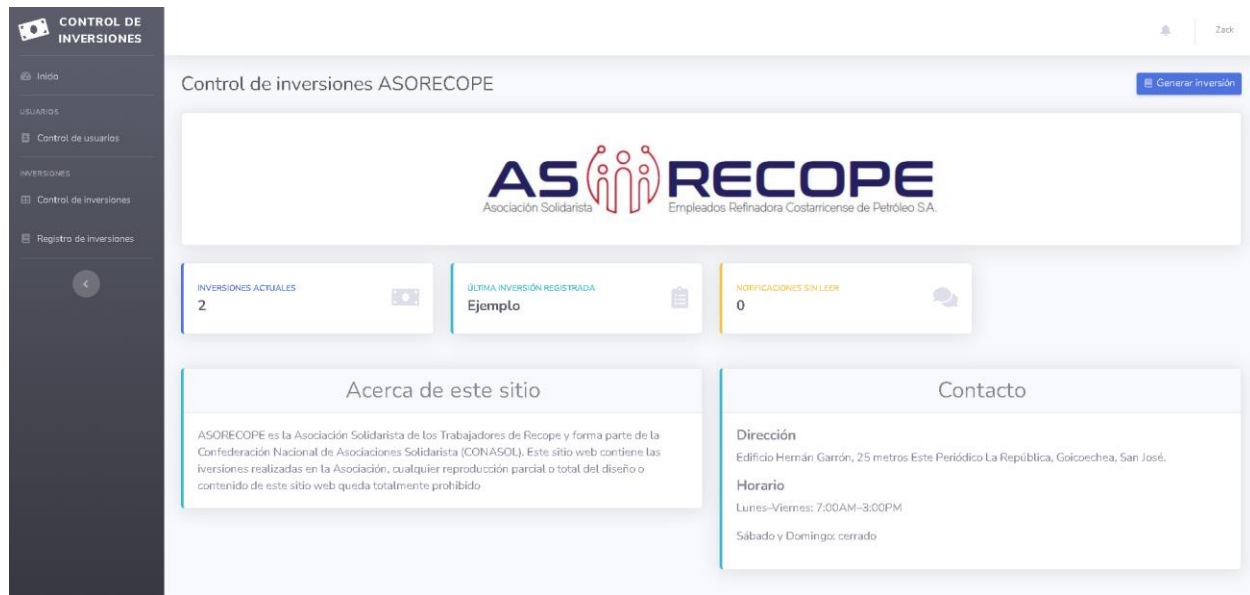 CONTROL DE
INVERSIONES
Zack
Inicio
USUARIOS
Control de usuarios
INVERSIONES
Control de inversiones
Registro de inversiones
Control de inversiones ASORECOPE
Generar inversión
AS RECOPE
Asociación Solidarista Empleados Refinadora Costarricense de Petróleo S.A.
INVERSIONES ACTUALES
2
ÚLTIMA INVERSIÓN REGISTRADA
Ejemplo
NOTIFICACIONES SIN LEER
0
Acerca de este sitio
ASORECOPE es la Asociación Solidarista de los Trabajadores de Recope y forma parte de la
Confederación Nacional de Asociaciones Solidarista (CONASOL). Este sitio web contiene las
iversiones realizadas en la Asociación, cualquier reproducción parcial o total del diseño o
contenido de este sitio web queda totalmente prohibido
Contacto
Dirección
Edificio Hernán Garrón, 25 metros Este Periódico La República, Goicoechea, San José.
Horario
Lunes–Viernes: 7:00AM–3:00PM
Sábado y Domingo: cerrado